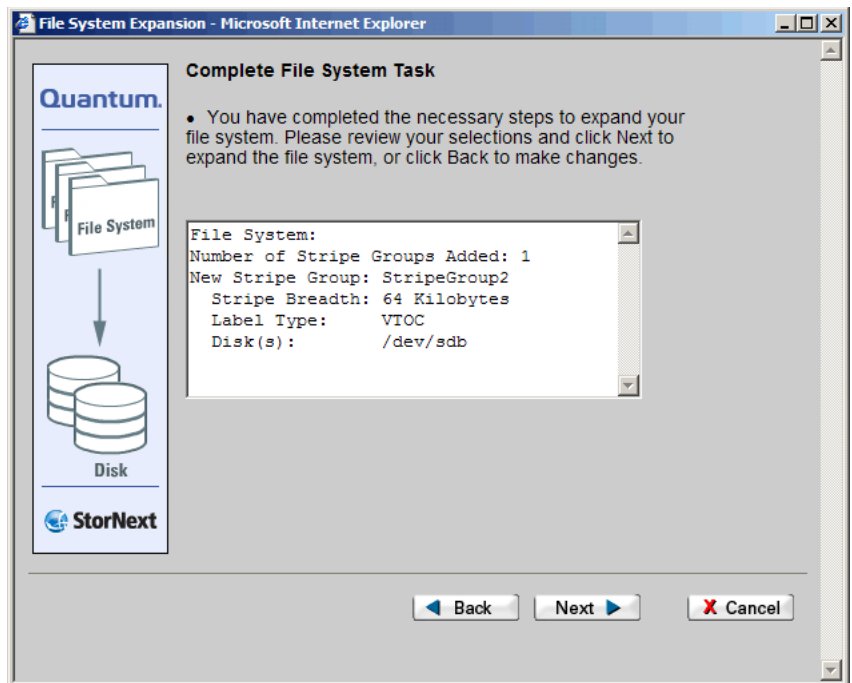 File System Expansion - Microsoft Internet Explorer
Quantum.
File System
Disk
StorNext
Complete File System Task
• You have completed the necessary steps to expand your
file system. Please review your selections and click Next to
expand the file system, or click Back to make changes.
File System:
Number of Stripe Groups Added: 1
New Stripe Group: StripeGroup2
Stripe Breadth: 64 Kilobytes
Label Type: VTOC
Disk(s): /dev/sdb
Back
Next
Cancel